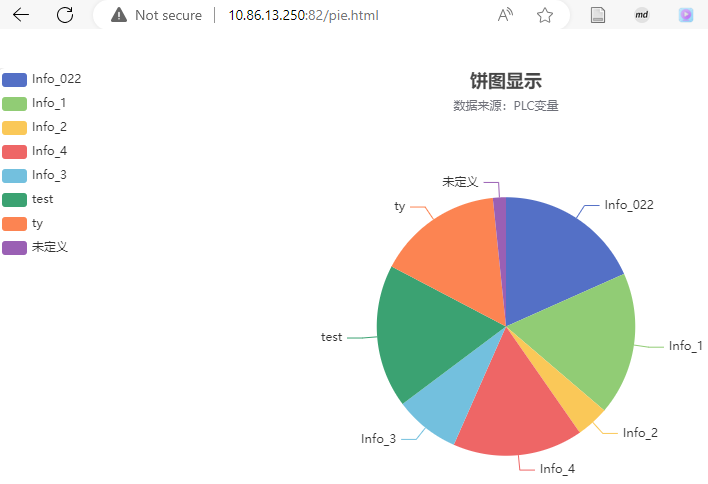 Not secure 10.86.13.250:82/pie.html
md
Info_022
Info_1
Info_2
Info_4
Info_3
test
ty
未定义
饼图显示
数据来源：PLC变量
未定义
Info_022
ty
test
Info_1
Info_3
Info_2
Info_4